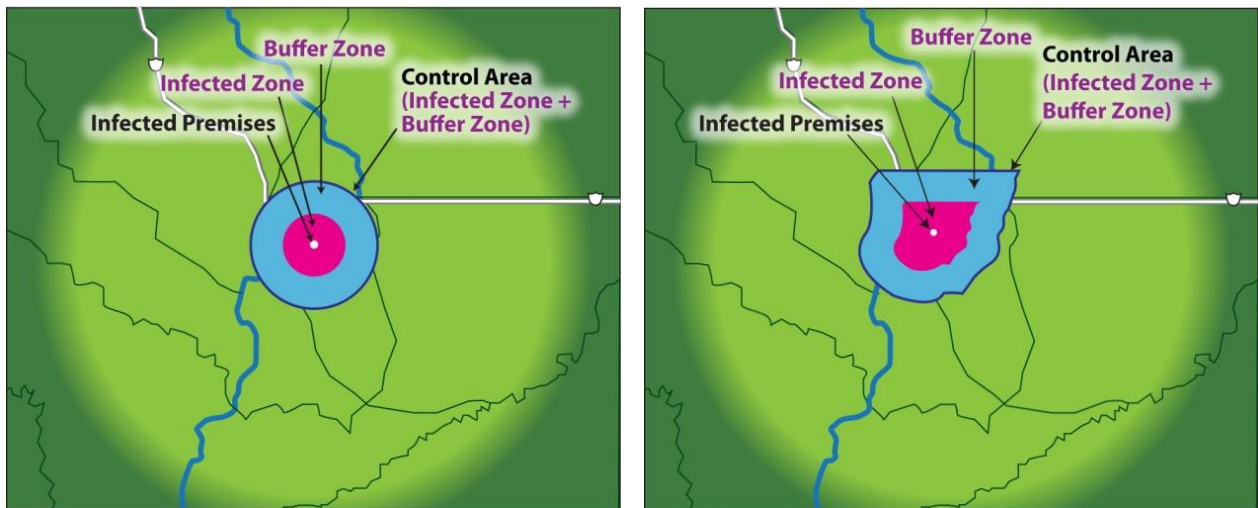 Buffer Zone
Control Area
Infected Zone
(Infected Zone +
Infected Premises
Buffer Zone)
Buffer Zone
Control Area
Infected Zone
(Infected Zone +
Buffer Zone)
Infected Premises